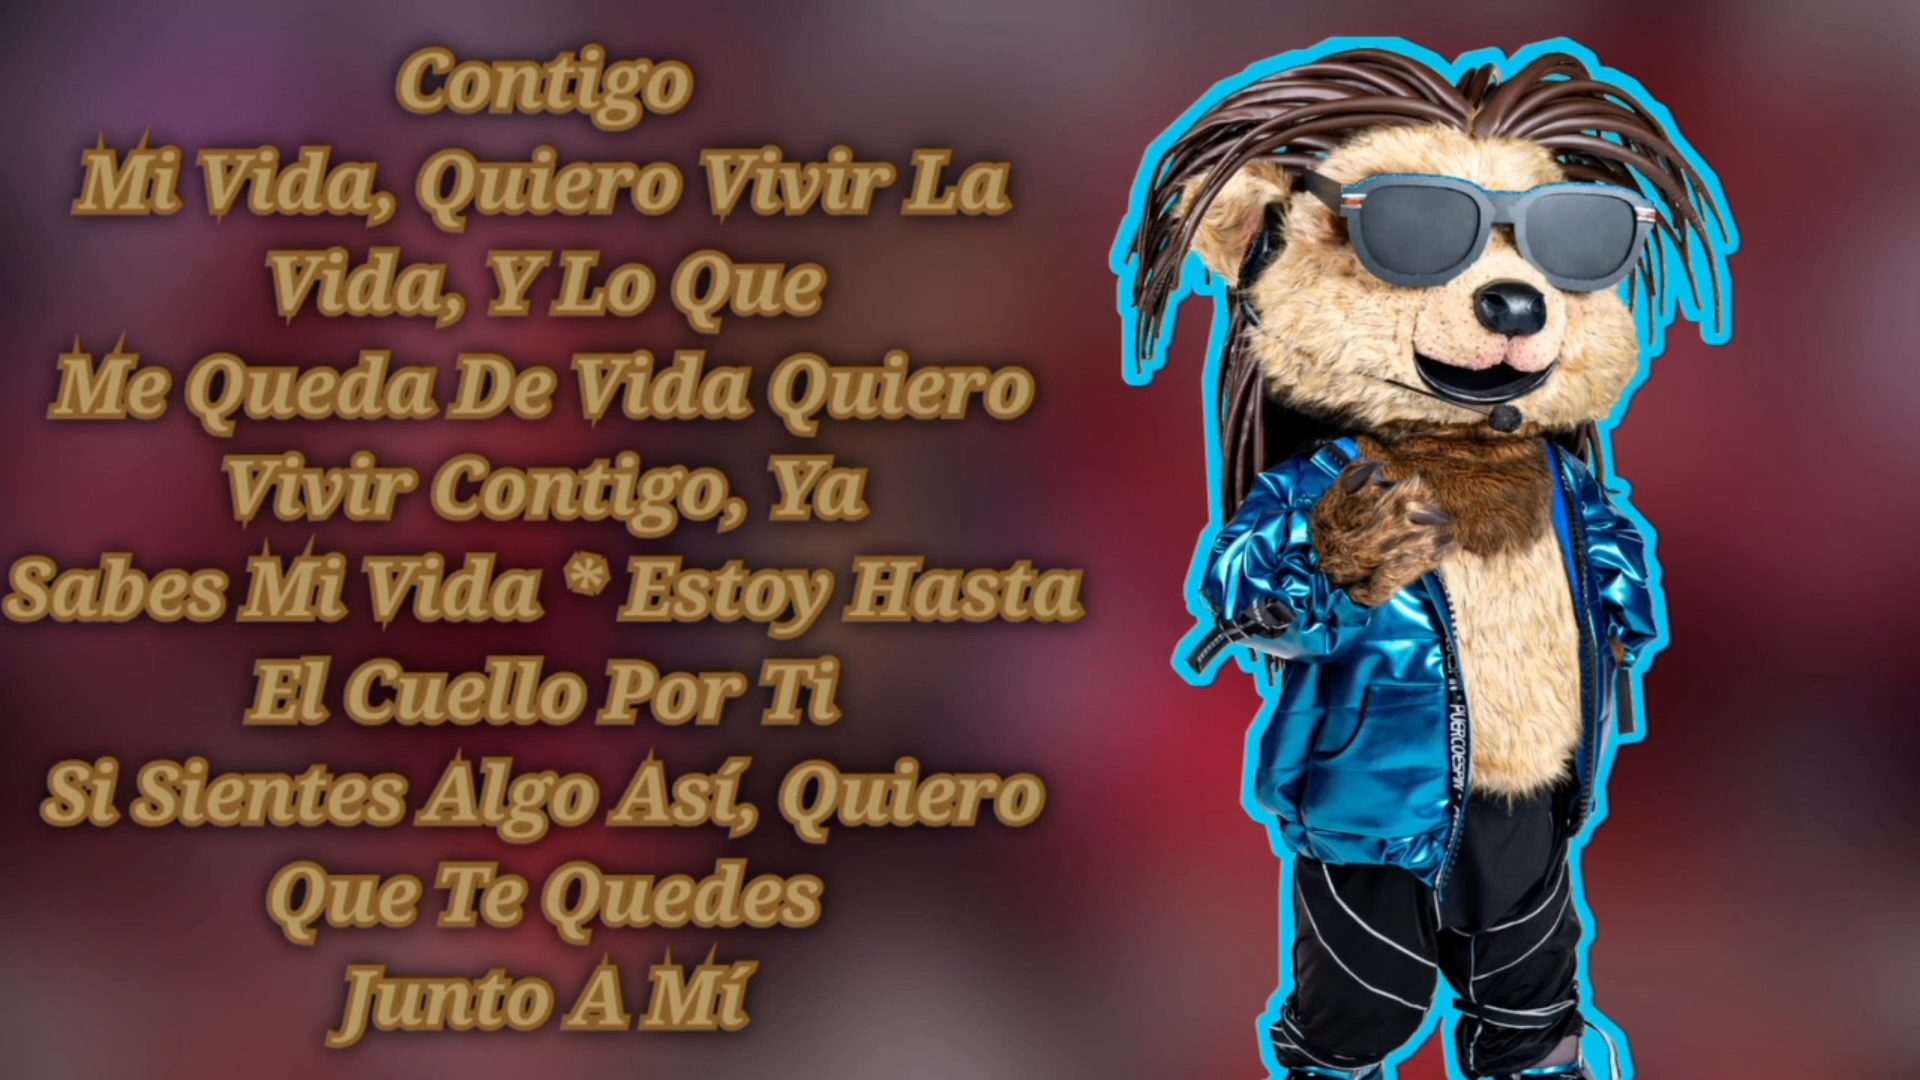 Contigo
Mi Vida, Quiero Vivir La
Vida, Y Lo Que
Me Queda De Vida Quiero
Vivir Contigo, Ya
Sabes Mi Vida * Estoy Hasta
El Cuello Por Ti
Si Sientes Algo Así, Quiero
Que Te Quedes
Junto A Mí
PUERCOESPIN